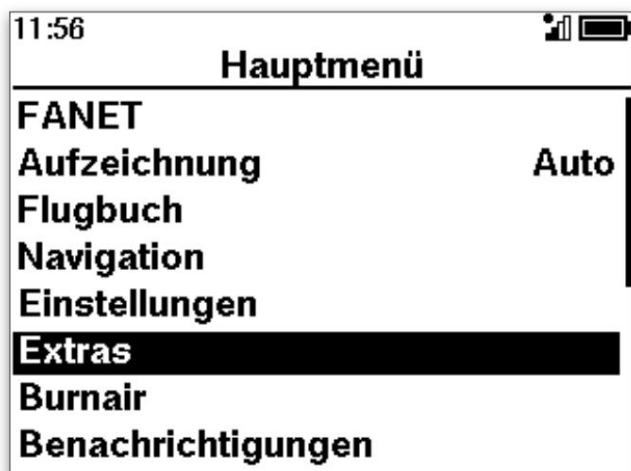 11:56
Hauptmenü
FANET
Aufzeichnung Auto
Flugbuch
Navigation
Einstellungen
Extras
Burnair
Benachrichtigungen